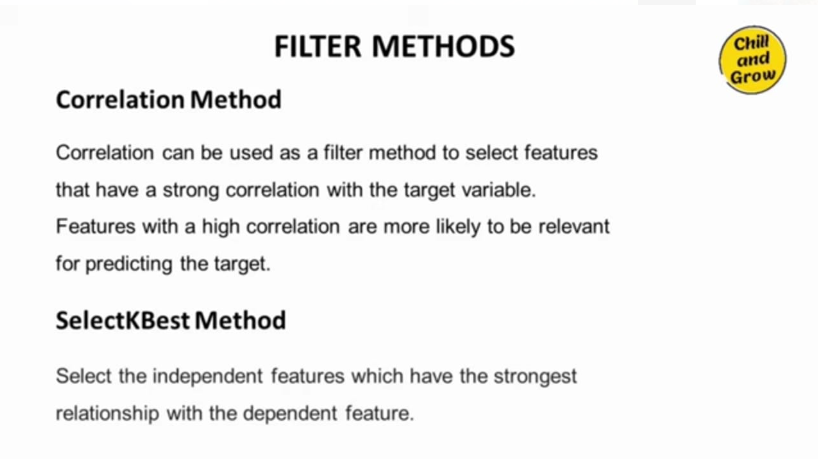 FILTER METHODS
Chill
and
Grow
Correlation Method
Correlation can be used as a filter method to select features
that have a strong correlation with the target variable.
Features with a high correlation are more likely to be relevant
for predicting the target.
SelectKBest Method
Select the independent features which have the strongest
relationship with the dependent feature.